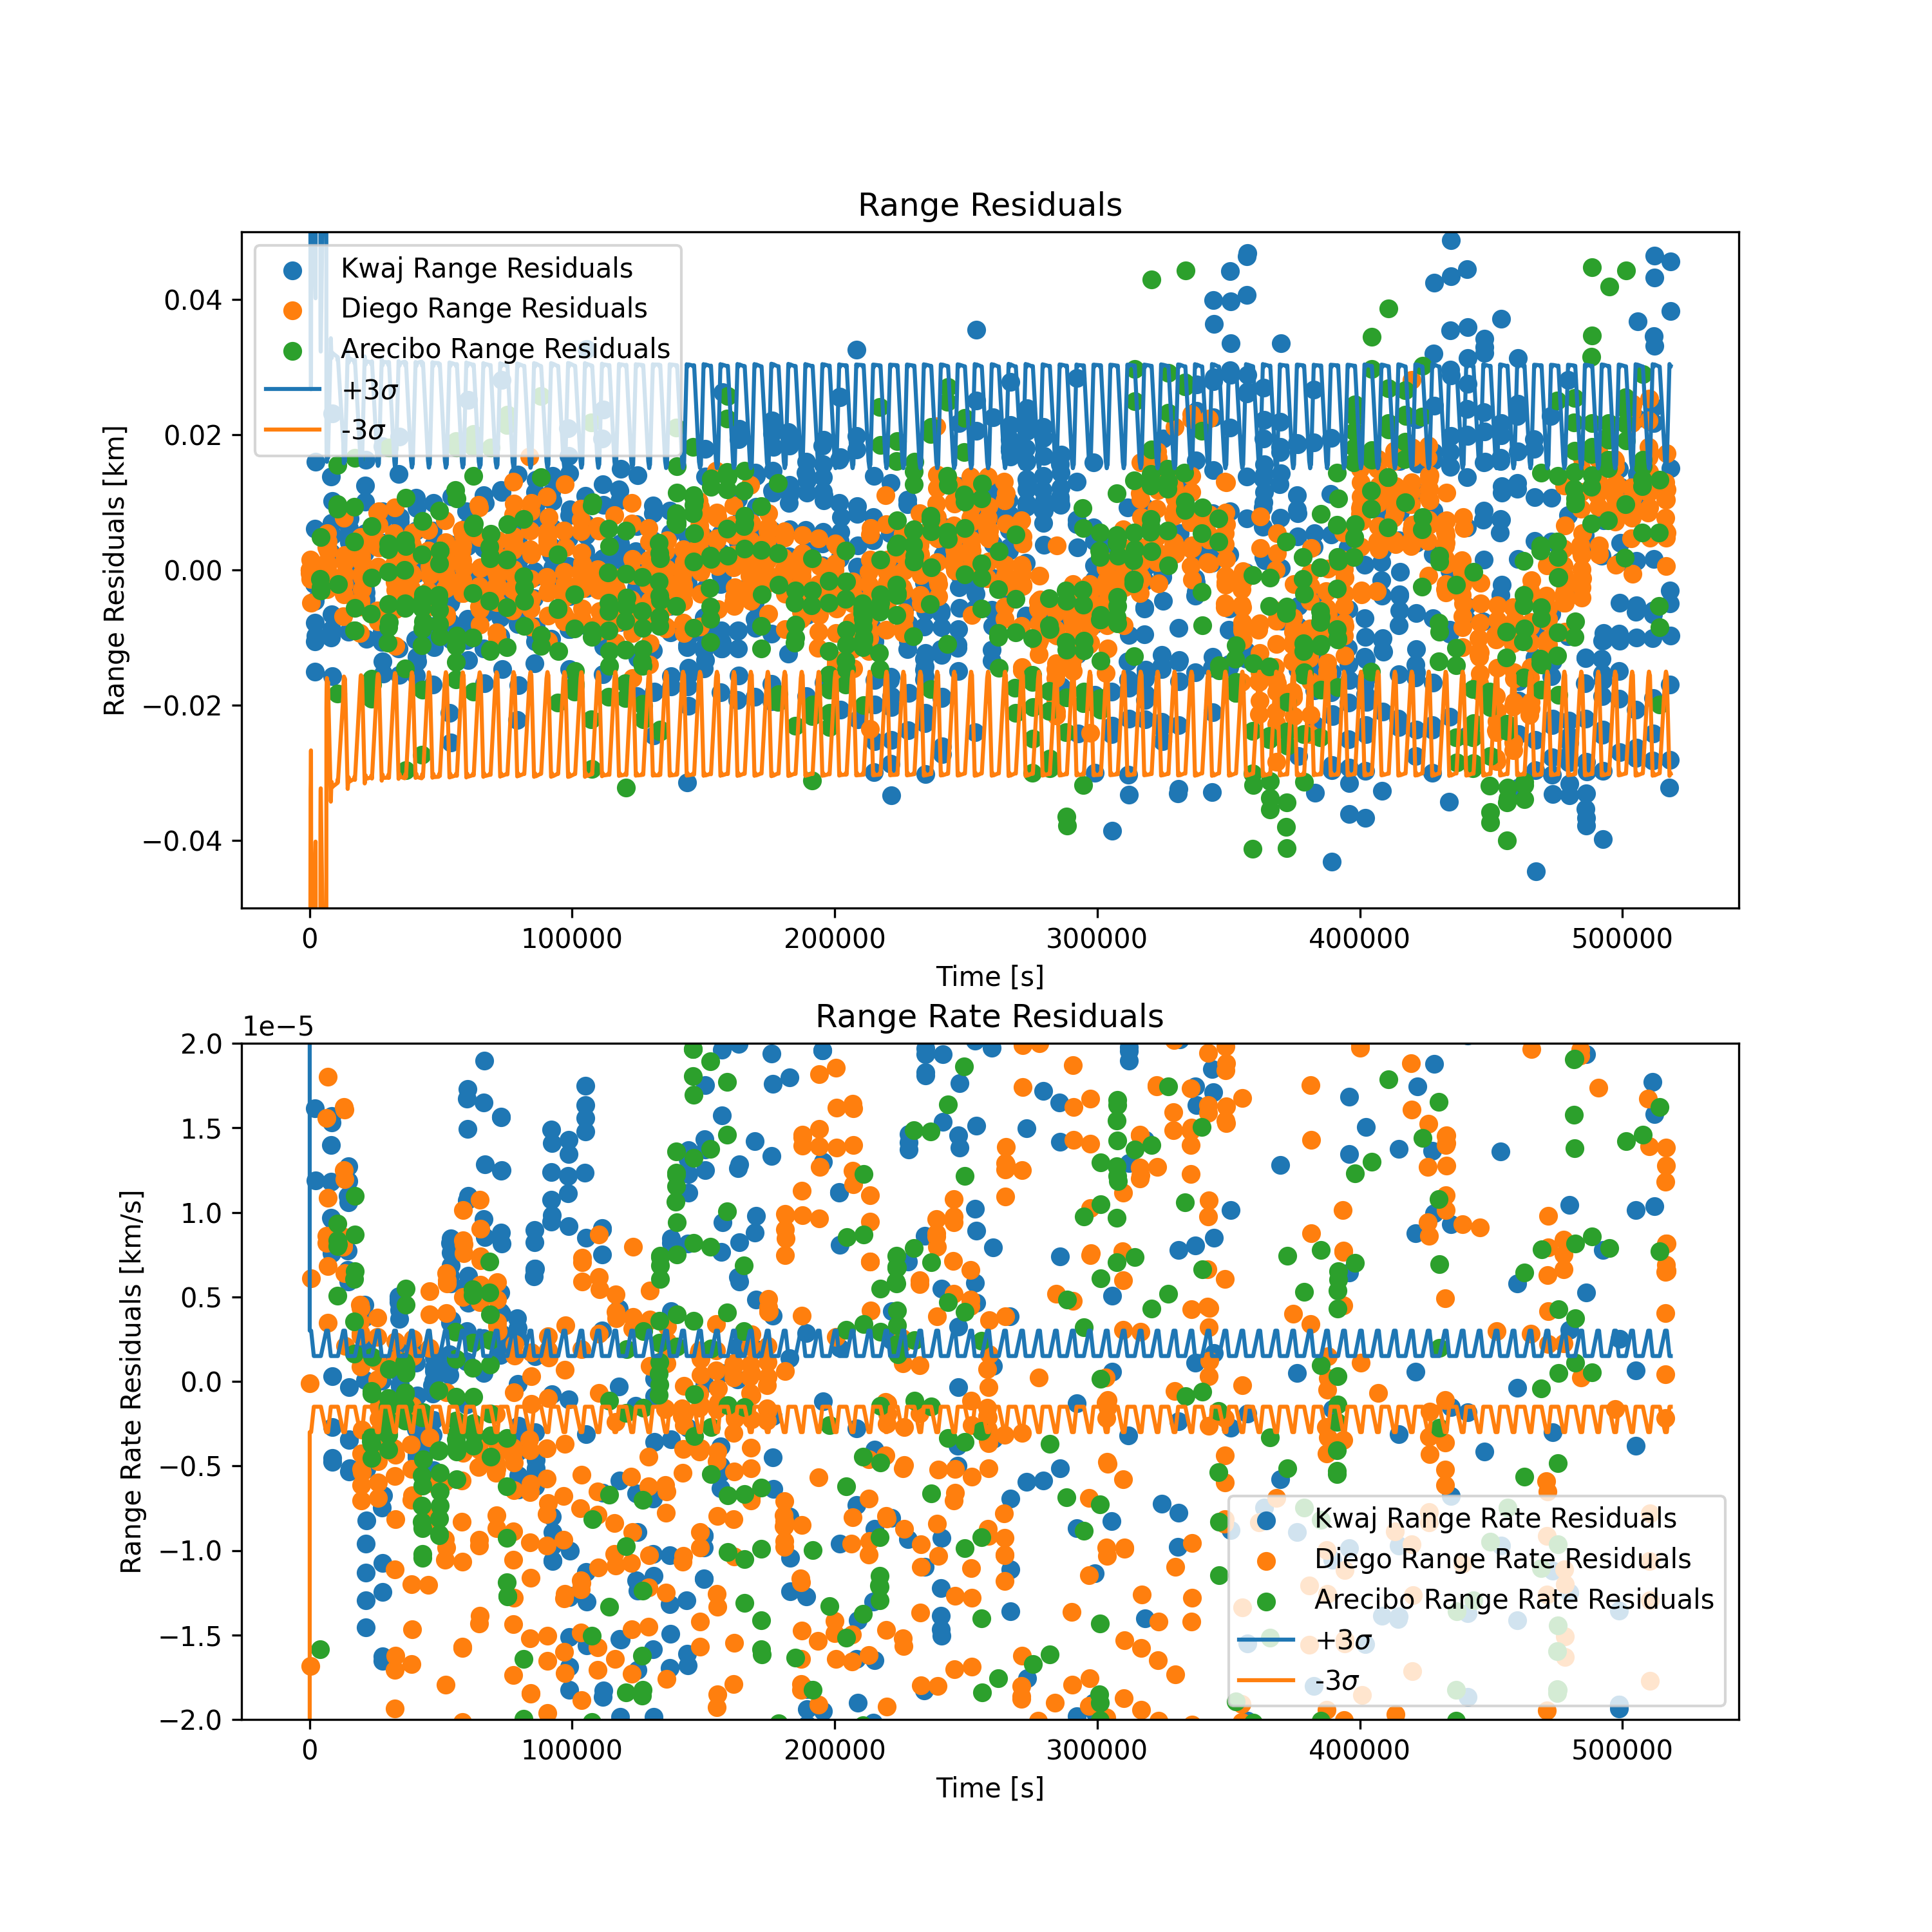 Range Residuals
Kwaj Range Residuals
Diego Range Residuals
Arecibo Range Residuals
+3σ
-3σ
0.04
0.02
0.00
−0.02
−0.04
Range Residuals [km]
0 100000 200000 300000 400000 500000
Time [s]
Range Rate Residuals
1e−5
2.0
1.5
1.0
0.5
0.0
−0.5
−1.0
−1.5
−2.0
Range Rate Residuals [km/s]
Kwaj Range Rate Residuals
Diego Range Rate Residuals
Arecibo Range Rate Residuals
+3σ
-3σ
0 100000 200000 300000 400000 500000
Time [s]